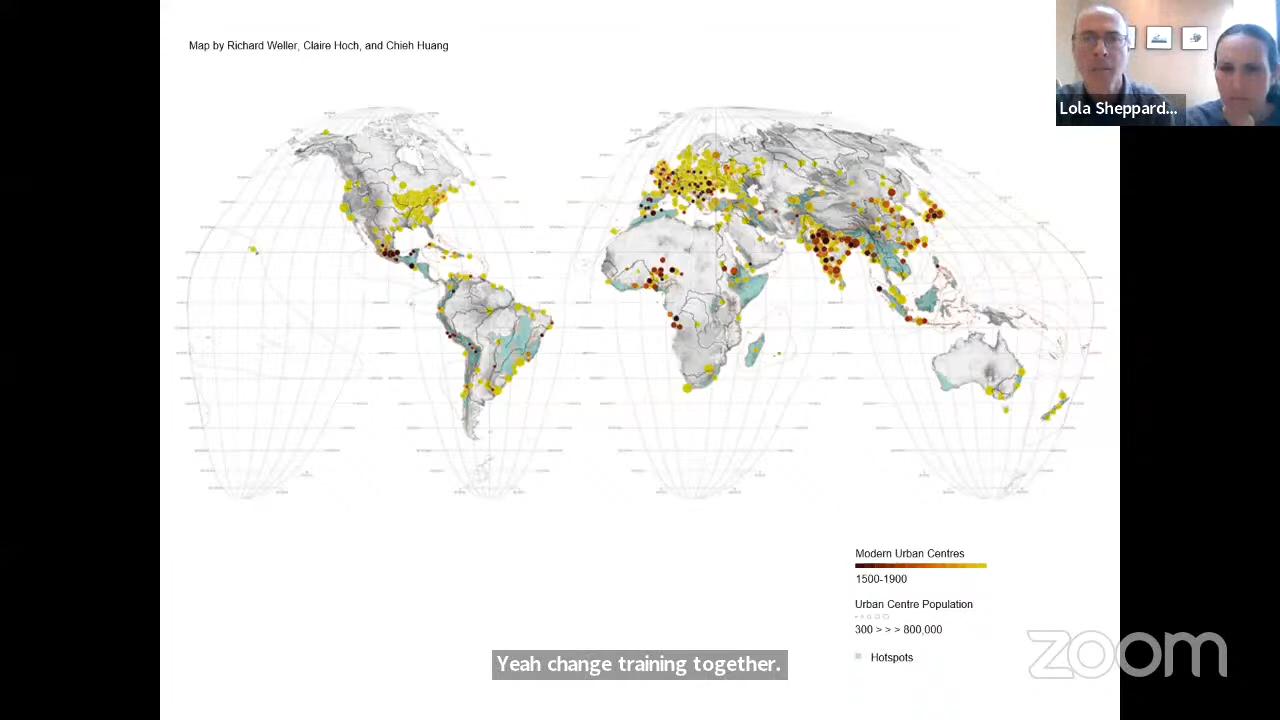 Map by Richard Weller, Claire Hoch, and Chieh Huang
Lola Sheppard...
Modern Urban Centres
1500-1900
Urban Centre Population
300 > > > 800,000
Hotspots
Yeah change training together.
zoom